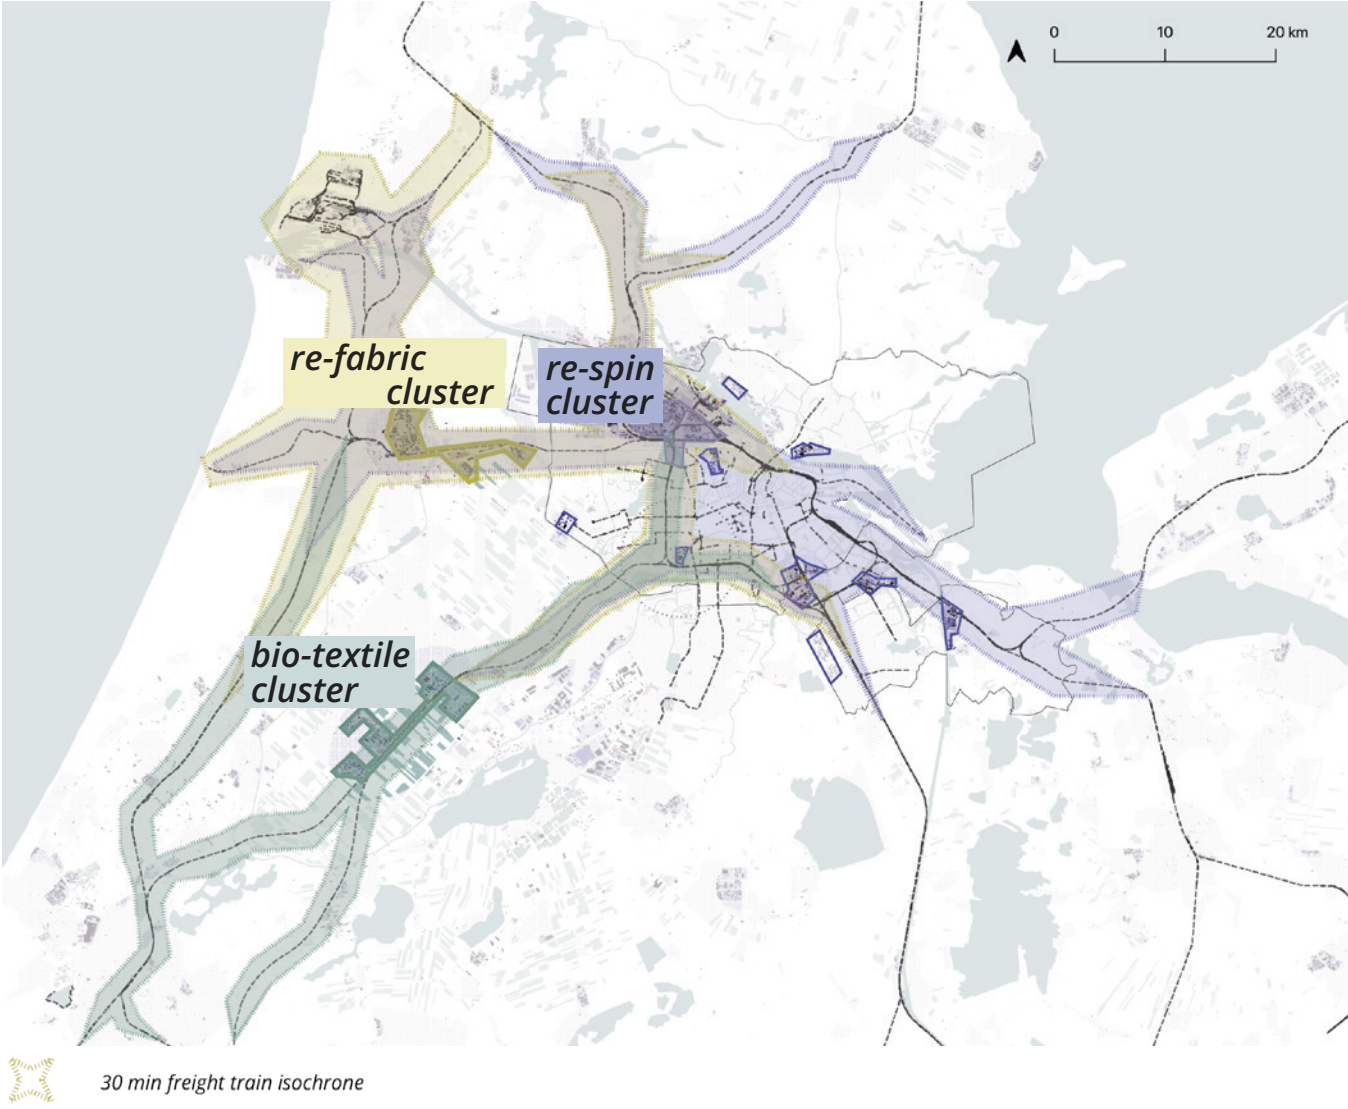 0 10 20 km
re-fabric
cluster
re-spin
cluster
bio-textile
cluster
30 min freight train isochrone